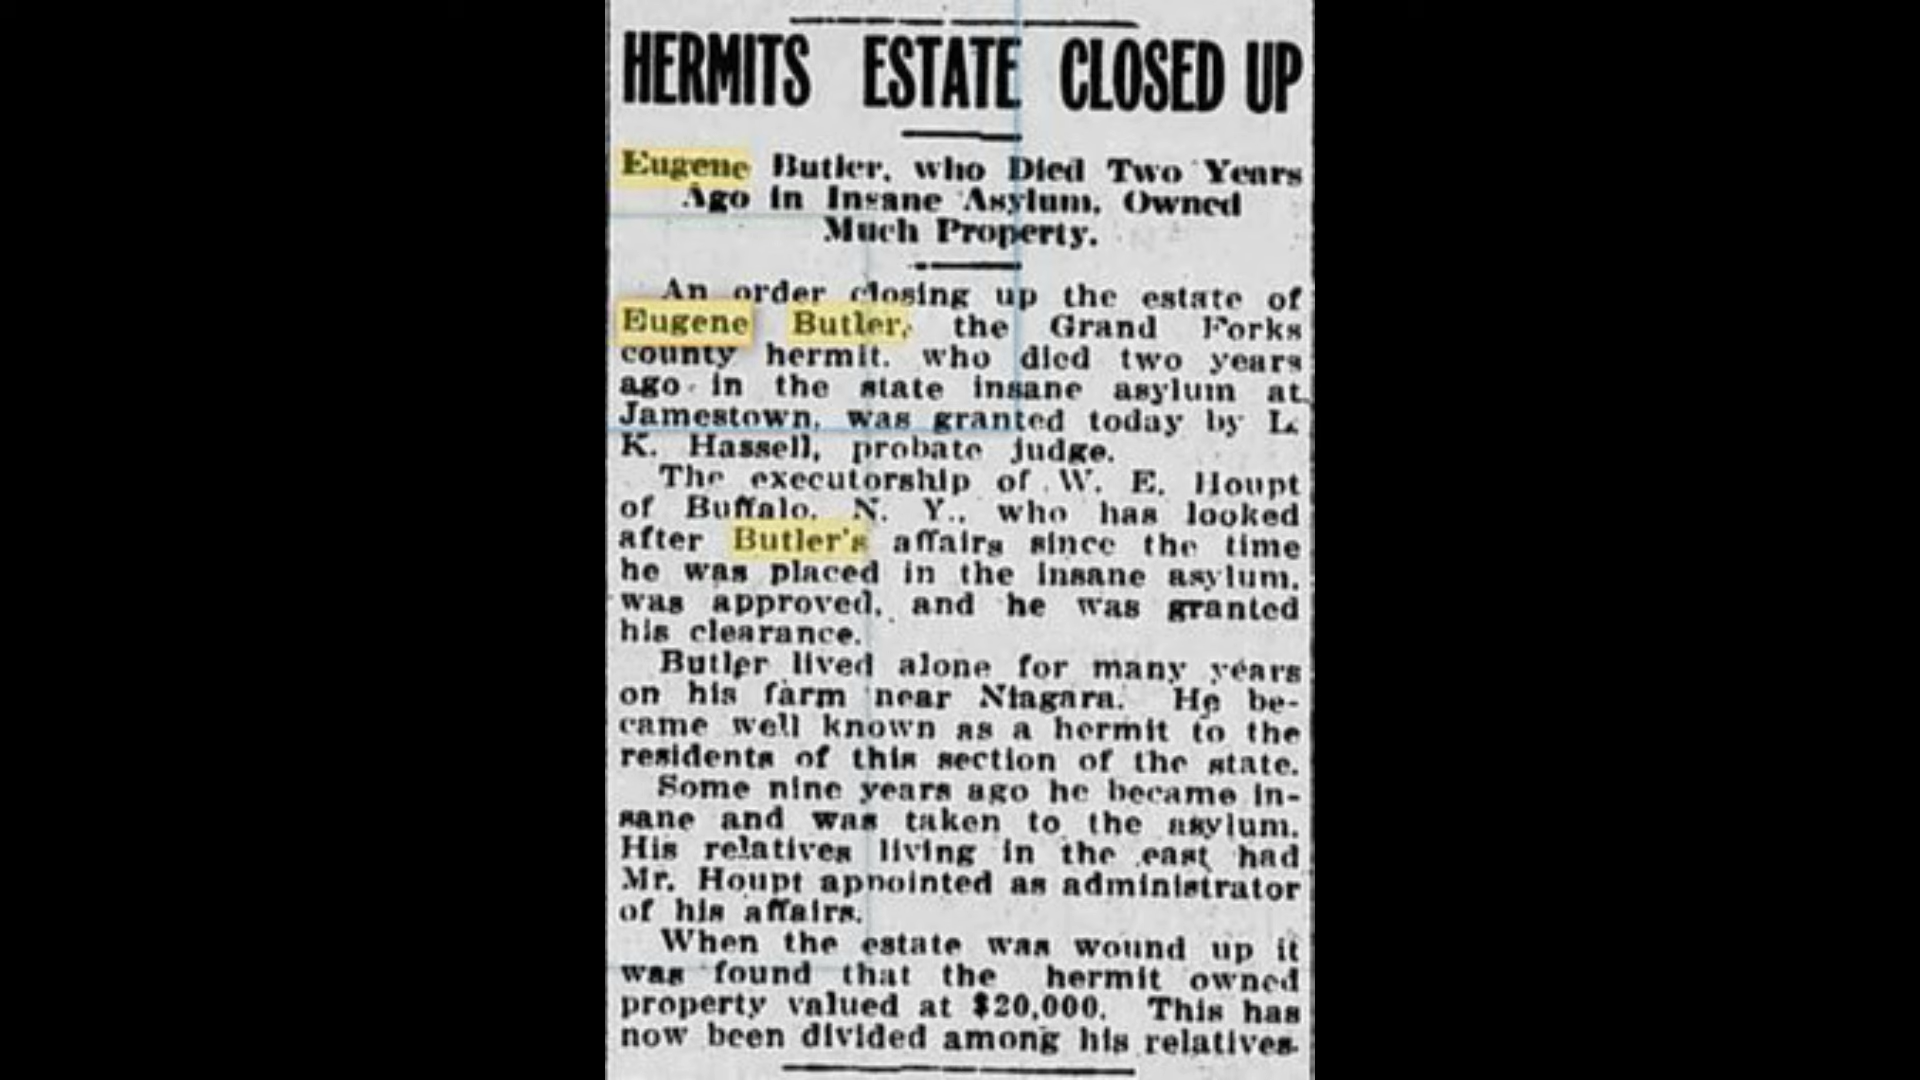 HERMITS ESTATE CLOSED UP
Eugene Butler, who Died Two Years
Ago in Insane Asylum, Owned
Much Property.
An order closing up the estate of
Eugene Butler, the Grand Forks
county hermit, who died two years
ago in the state insane asylum at
Jamestown, was granted today by L.
K. Hassell, probate judge.
The executorship of W. E. Houpt
of Buffalo, N. Y., who has looked
after Butler's affairs since the time
he was placed in the insane asylum,
was approved, and he was granted
his clearance.
Butler lived alone for many years
on his farm near Niagara. He be-
came well known as a hermit to the
residents of this section of the state.
Some nine years ago he became in-
sane and was taken to the asylum.
His relatives living in the east had
Mr. Houpt appointed as administrator
of his affairs.
When the estate was wound up it
was found that the hermit owned
property valued at $20,000. This has
now been divided among his relatives.